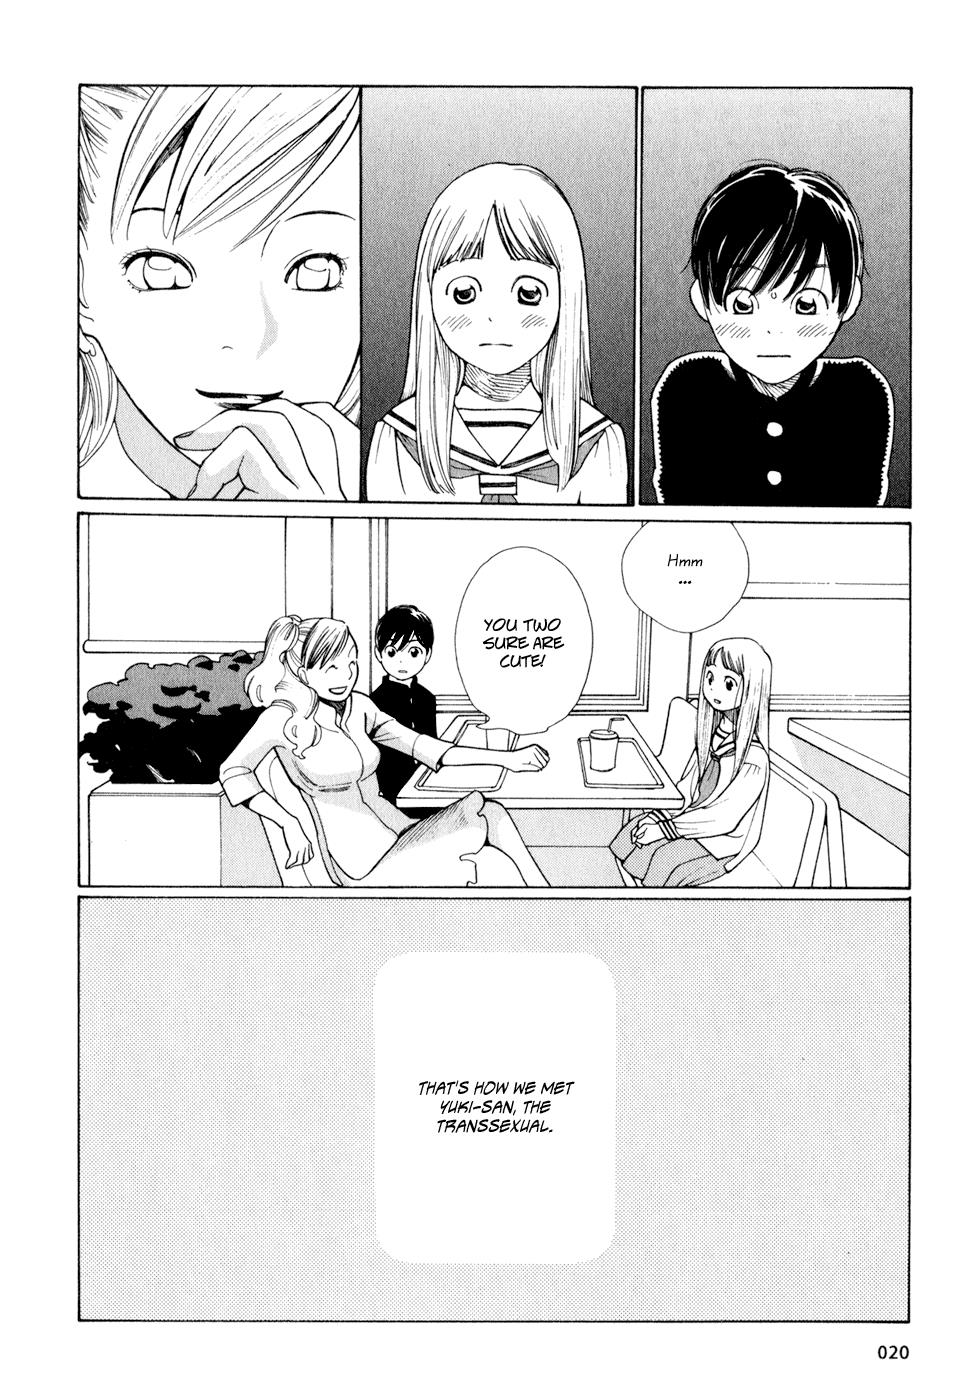 Hmm
...
YOU TWO
SURE ARE
CUTE!
THAT'S HOW WE MET
YUKI-SAN, THE
TRANSSEXUAL.
020